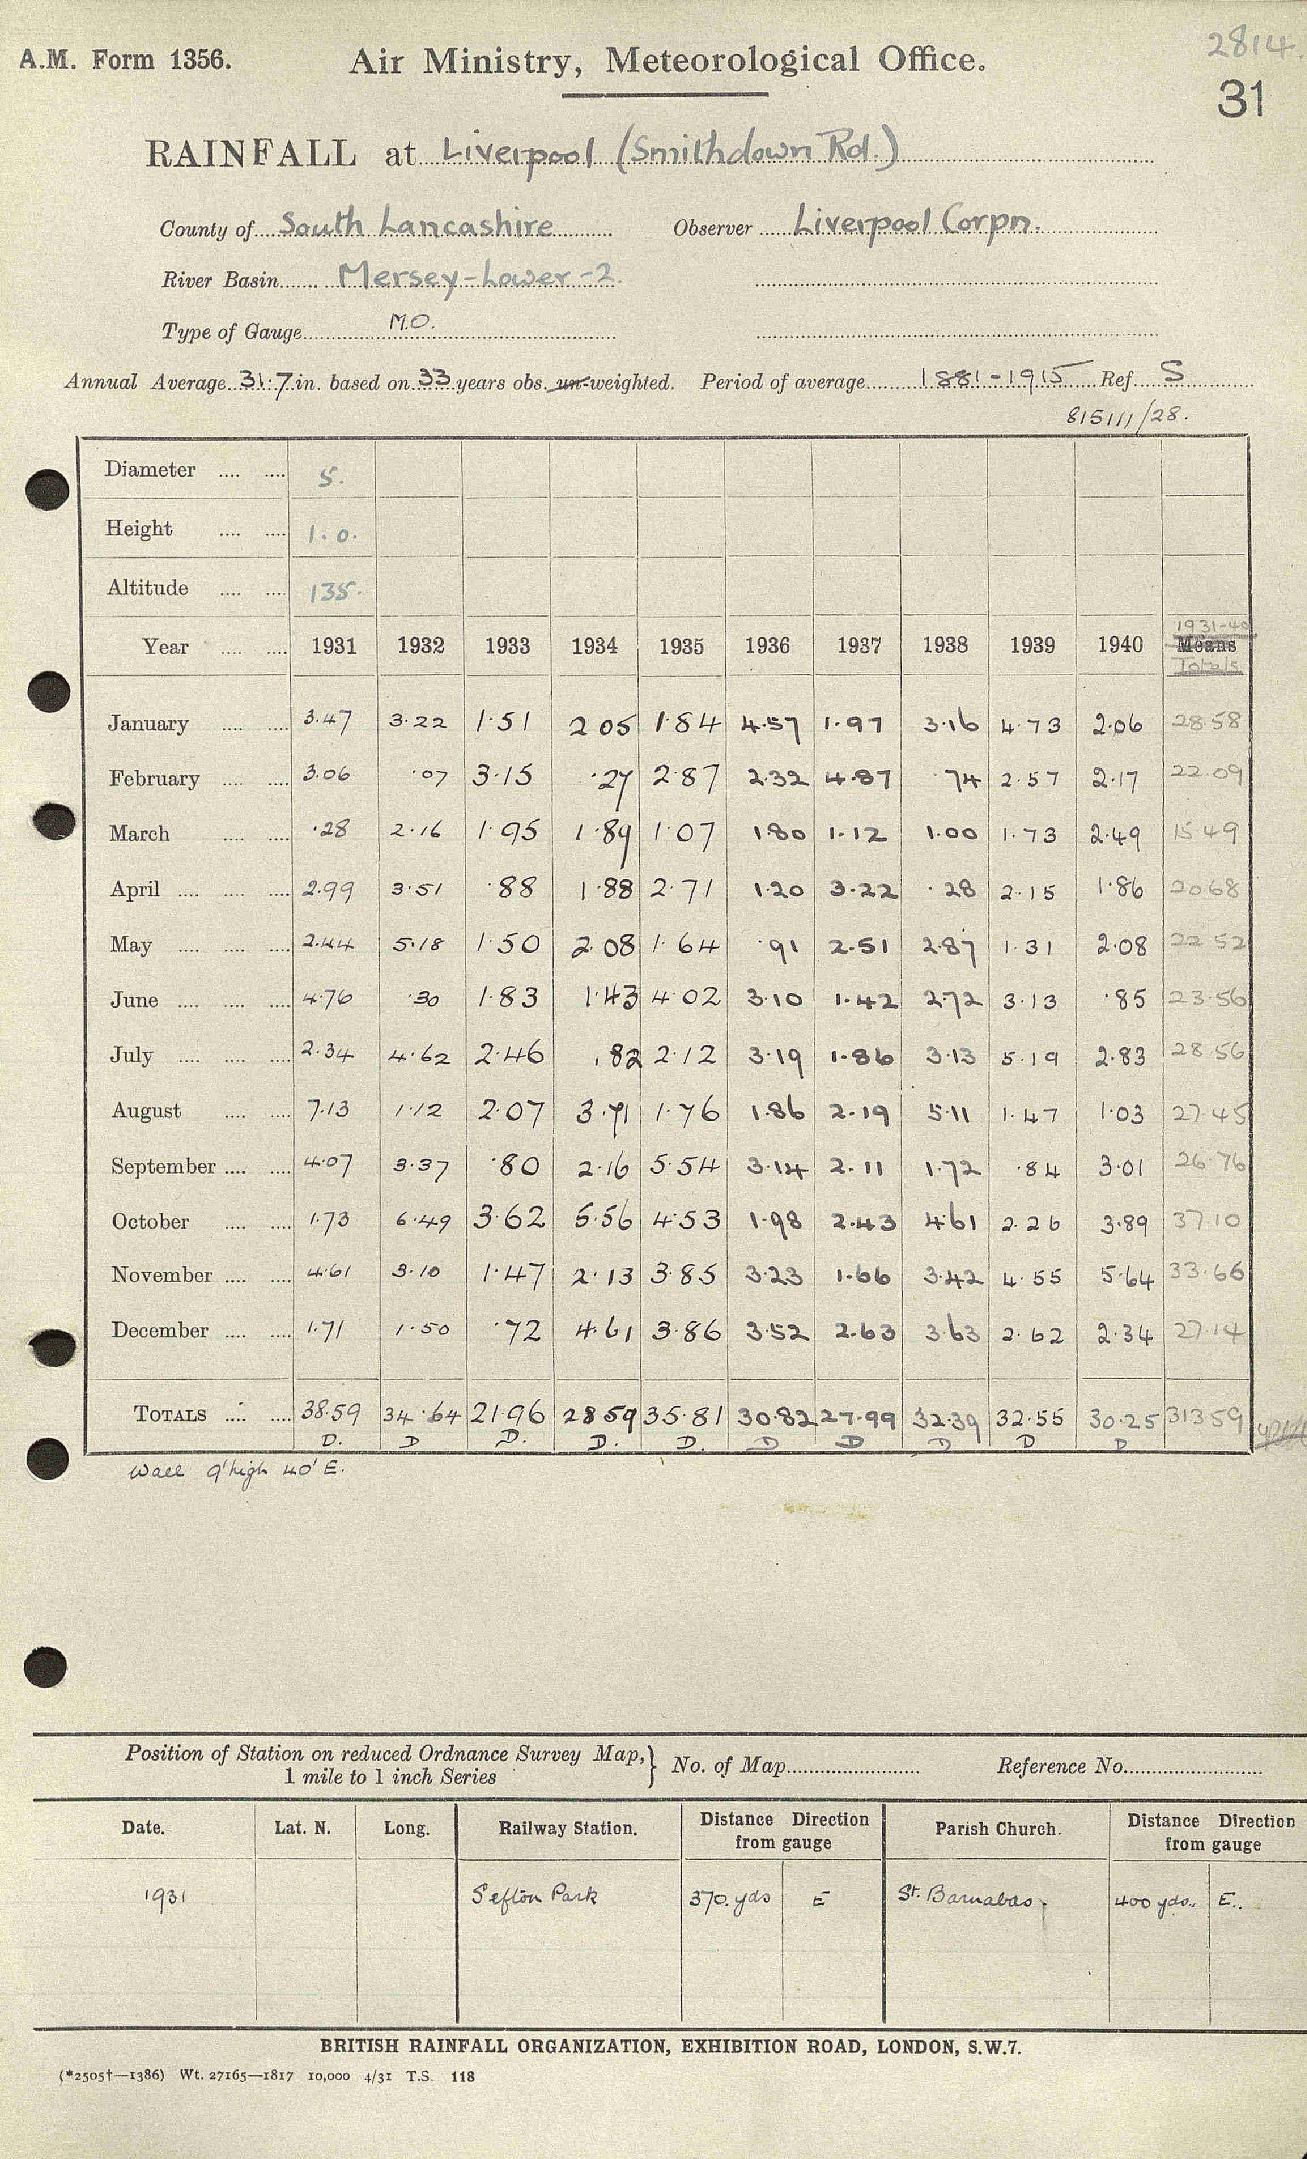 2814.
A.M. Form 1356. Air Ministry, Meteorological Office.
31
RAINFALL at Liverpool (Smithdown Rd.)
County of South Lancashire Observer Liverpool Corpn.
River Basin Mersey-Lower-2.
Type of Gauge M.O.
Annual Average 31.7 in. based on 33 years obs. un-weighted. Period of average 1881-1915 Ref. S
815111/28.
Diameter 5.
Height 1.0.
Altitude 135.
1931-40
Year 1931 1932 1933 1934 1935 1936 1937 1938 1939 1940 Means
Totals
January 3.47 3.22 1.51 2 05 1.84 4.57 1.97 3.16 4.73 2.06 28.58
February 3.06 .07 3.15 .27 2.87 2.32 4.87 .74 2.57 2.17 22.09
March .28 2.16 1.95 1.89 1.07 1.80 1.12 1.00 1.73 2.49 15.49
April 2.99 3.51 .88 1.88 2.71 1.20 3.22 .28 2.15 1.86 20.68
May 2.44 5.18 1.50 2.08 1.64 .91 2.51 2.87 1.31 2.08 22.52
June 4.76 .30 1.83 1.43 4.02 3.10 1.42 2.72 3.13 .85 23.56
July 2.34 4.62 2.46 .82 2.12 3.19 1.86 3.13 5.19 2.83 28.56
August 7.13 1.12 2.07 3.71 1.76 1.86 2.19 5.11 1.47 1.03 27.45
September 4.07 3.37 .80 2.16 5.54 3.14 2.11 1.72 .84 3.01 26.76
October 1.73 6.49 3.62 5.56 4.53 1.98 2.43 4.61 2.26 3.89 37.10
November 4.61 3.10 1.47 2.13 3.85 3.23 1.66 3.42 4.55 5.64 33.66
December 1.71 1.50 .72 4.61 3.86 3.52 2.63 3.63 2.62 2.34 27.14
TOTALS 38.59 34.64 21.96 28 59 35.81 30.82 27.99 32.39 32.55 30.25 313.59
D. D D. D. D. D D D D D
Wall 9' high 40' E.
Position of Station on reduced Ordnance Survey Map, 1 mile to 1 inch Series } No. of Map Reference No.
Date. Lat. N. Long. Railway Station. Distance Direction from gauge Parish Church. Distance Direction from gauge
1931 Sefton Park 370. yds E St. Barnabas. 400 yds. E.
BRITISH RAINFALL ORGANIZATION, EXHIBITION ROAD, LONDON, S.W.7.
(*2505†—1386) Wt. 27165—1817 10,000 4/31 T.S. 118